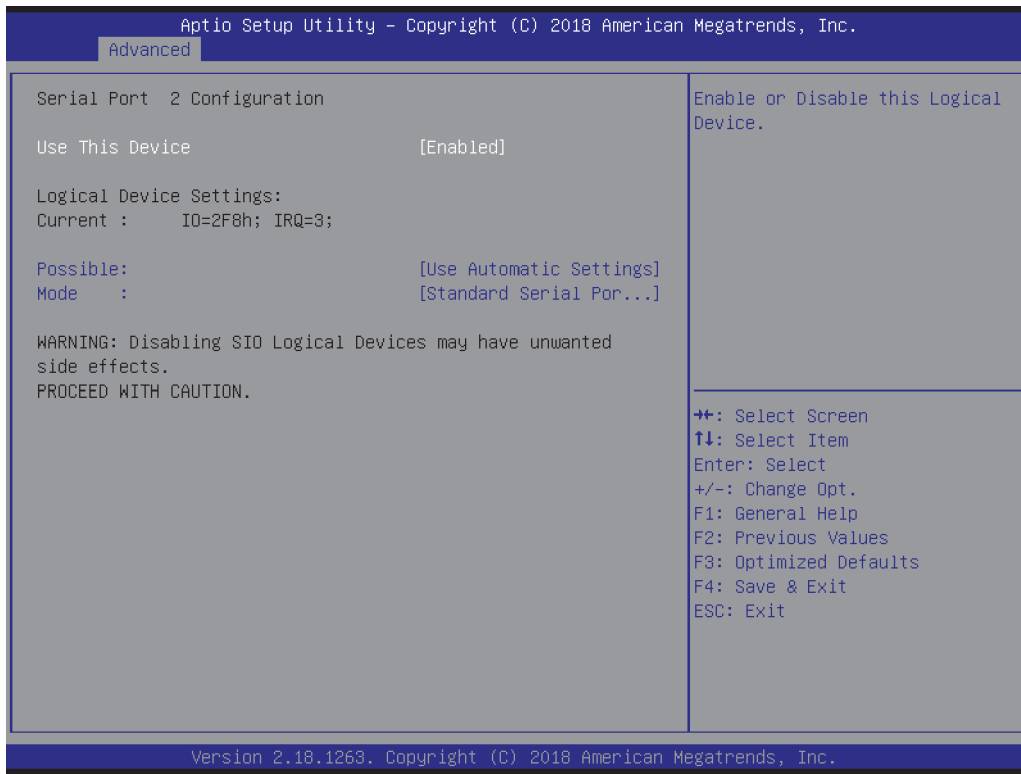 Aptio Setup Utility – Copyright (C) 2018 American Megatrends, Inc.
Advanced
Serial Port 2 Configuration
Use This Device [Enabled]
Logical Device Settings:
Current : IO=2F8h; IRQ=3;
Possible: [Use Automatic Settings]
Mode : [Standard Serial Por...]
WARNING: Disabling SIO Logical Devices may have unwanted
side effects.
PROCEED WITH CAUTION.
Enable or Disable this Logical
Device.
→←: Select Screen
↑↓: Select Item
Enter: Select
+/-: Change Opt.
F1: General Help
F2: Previous Values
F3: Optimized Defaults
F4: Save & Exit
ESC: Exit
Version 2.18.1263. Copyright (C) 2018 American Megatrends, Inc.